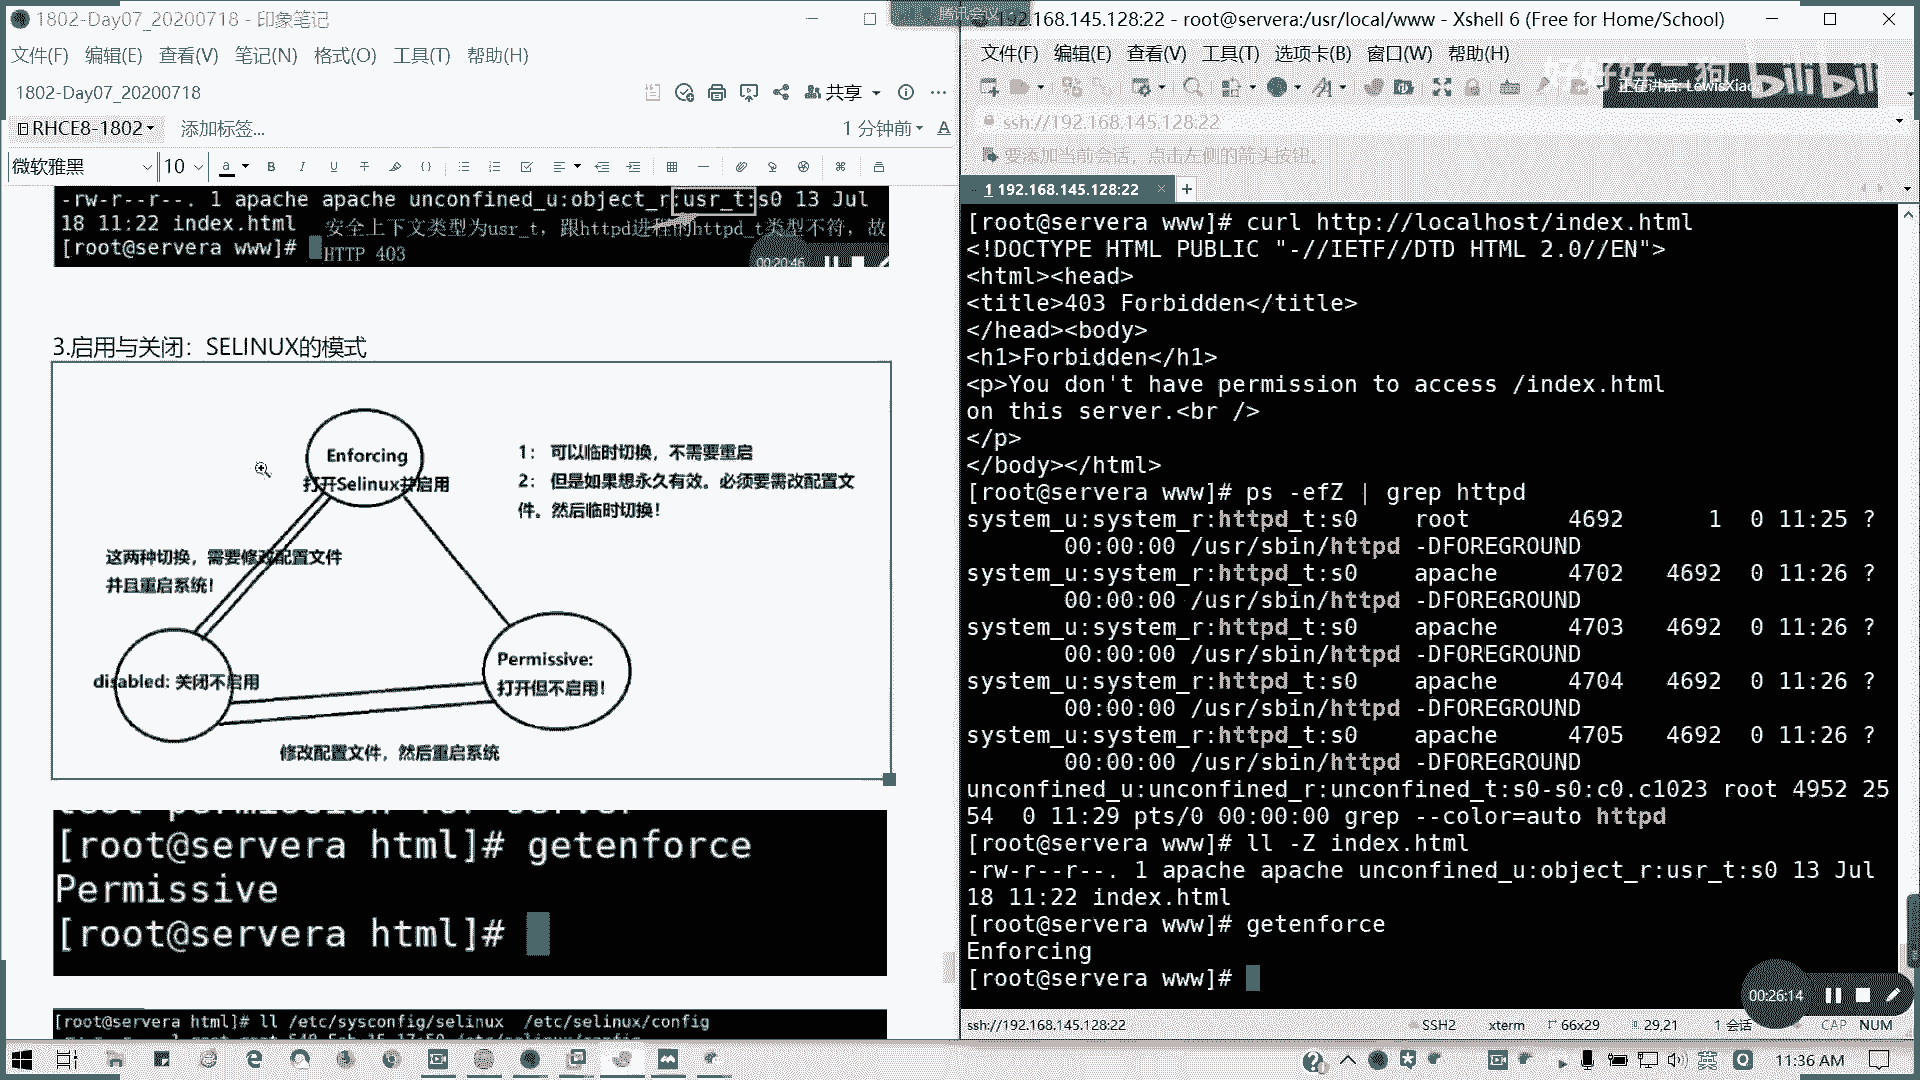 1802-Day07_20200718 - 印象笔记
文件(F) 编辑(E) 查看(V) 笔记(N) 格式(O) 工具(T) 帮助(H)
1802-Day07_20200718
共享
RHCE8-1802
添加标签...
1 分钟前
微软雅黑 10
-rw-r--r--. 1 apache apache unconfined_u:object_r:usr_t:s0 13 Jul
18 11:22 index.html
安全上下文类型为usr_t，跟httpd进程的httpd_t类型不符，故
[root@servera www]#
HTTP 403
00:20:46
3.启用与关闭：SELINUX的模式
Enforcing
打开Selinux并启用
1： 可以临时切换，不需要重启
2： 但是如果想永久有效。必须要需改配置文
件。然后临时切换！
这两种切换，需要修改配置文件
并且重启系统！
disabled: 关闭不启用
Permissive:
打开但不启用！
修改配置文件，然后重启系统
[root@servera html]# getenforce
Permissive
[root@servera html]#
[root@servera html]# ll /etc/sysconfig/selinux /etc/selinux/config
腾讯会议
192.168.145.128:22 - root@servera:/usr/local/www - Xshell 6 (Free for Home/School)
文件(F) 编辑(E) 查看(V) 工具(T) 选项卡(B) 窗口(W) 帮助(H)
bilibili
正在讲话: LewisXiao
ssh://192.168.145.128:22
要添加当前会话，点击左侧的箭头按钮。
1 192.168.145.128:22
[root@servera www]# curl http://localhost/index.html
<!DOCTYPE HTML PUBLIC "-//IETF//DTD HTML 2.0//EN">
<html><head>
<title>403 Forbidden</title>
</head><body>
<h1>Forbidden</h1>
<p>You don't have permission to access /index.html
on this server.<br />
</p>
</body></html>
[root@servera www]# ps -efZ | grep httpd
system_u:system_r:httpd_t:s0 root 4692 1 0 11:25 ?
00:00:00 /usr/sbin/httpd -DFOREGROUND
system_u:system_r:httpd_t:s0 apache 4702 4692 0 11:26 ?
00:00:00 /usr/sbin/httpd -DFOREGROUND
system_u:system_r:httpd_t:s0 apache 4703 4692 0 11:26 ?
00:00:00 /usr/sbin/httpd -DFOREGROUND
system_u:system_r:httpd_t:s0 apache 4704 4692 0 11:26 ?
00:00:00 /usr/sbin/httpd -DFOREGROUND
system_u:system_r:httpd_t:s0 apache 4705 4692 0 11:26 ?
00:00:00 /usr/sbin/httpd -DFOREGROUND
unconfined_u:unconfined_r:unconfined_t:s0-s0:c0.c1023 root 4952 25
54 0 11:29 pts/0 00:00:00 grep --color=auto httpd
[root@servera www]# ll -Z index.html
-rw-r--r--. 1 apache apache unconfined_u:object_r:usr_t:s0 13 Jul
18 11:22 index.html
[root@servera www]# getenforce
Enforcing
[root@servera www]#
00:26:14
ssh://192.168.145.128:22 SSH2 xterm 66x29 29,21 1 会话 CAP NUM
英
11:36 AM